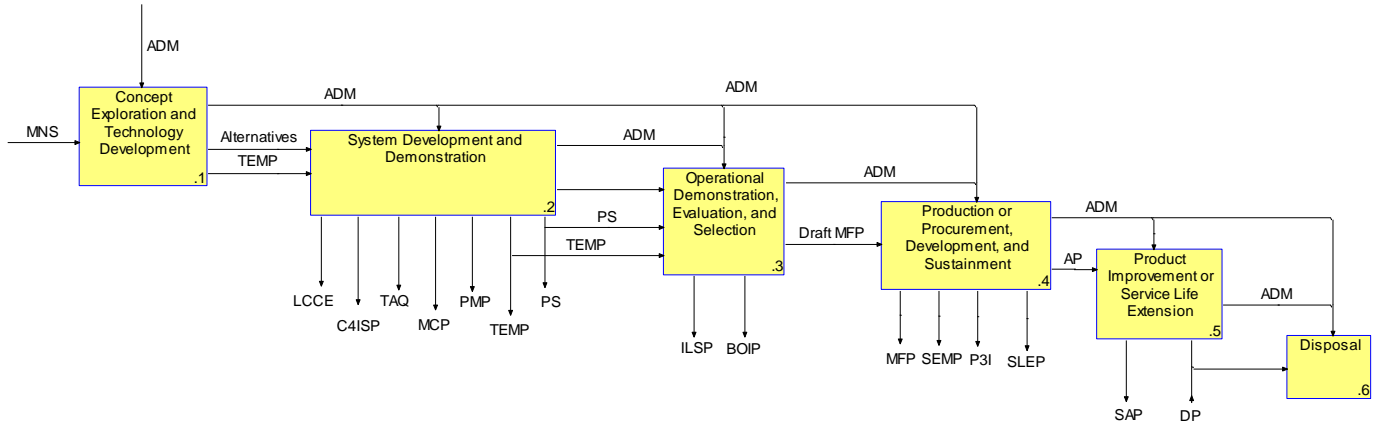 ADM
MNS
Concept
Exploration and
Technology
Development
.1
ADM
ADM
Alternatives
TEMP
System Development and
Demonstration
.2
ADM
PS
TEMP
LCCE
C4ISP
TAQ
MCP
PMP
TEMP
PS
Operational
Demonstration,
Evaluation, and
Selection
.3
ADM
Draft MFP
ILSP
BOIP
Production or
Procurement,
Development, and
Sustainment
.4
ADM
AP
MFP
SEMP
P3I
SLEP
Product
Improvement or
Service Life
Extension
.5
ADM
SAP
DP
Disposal
.6